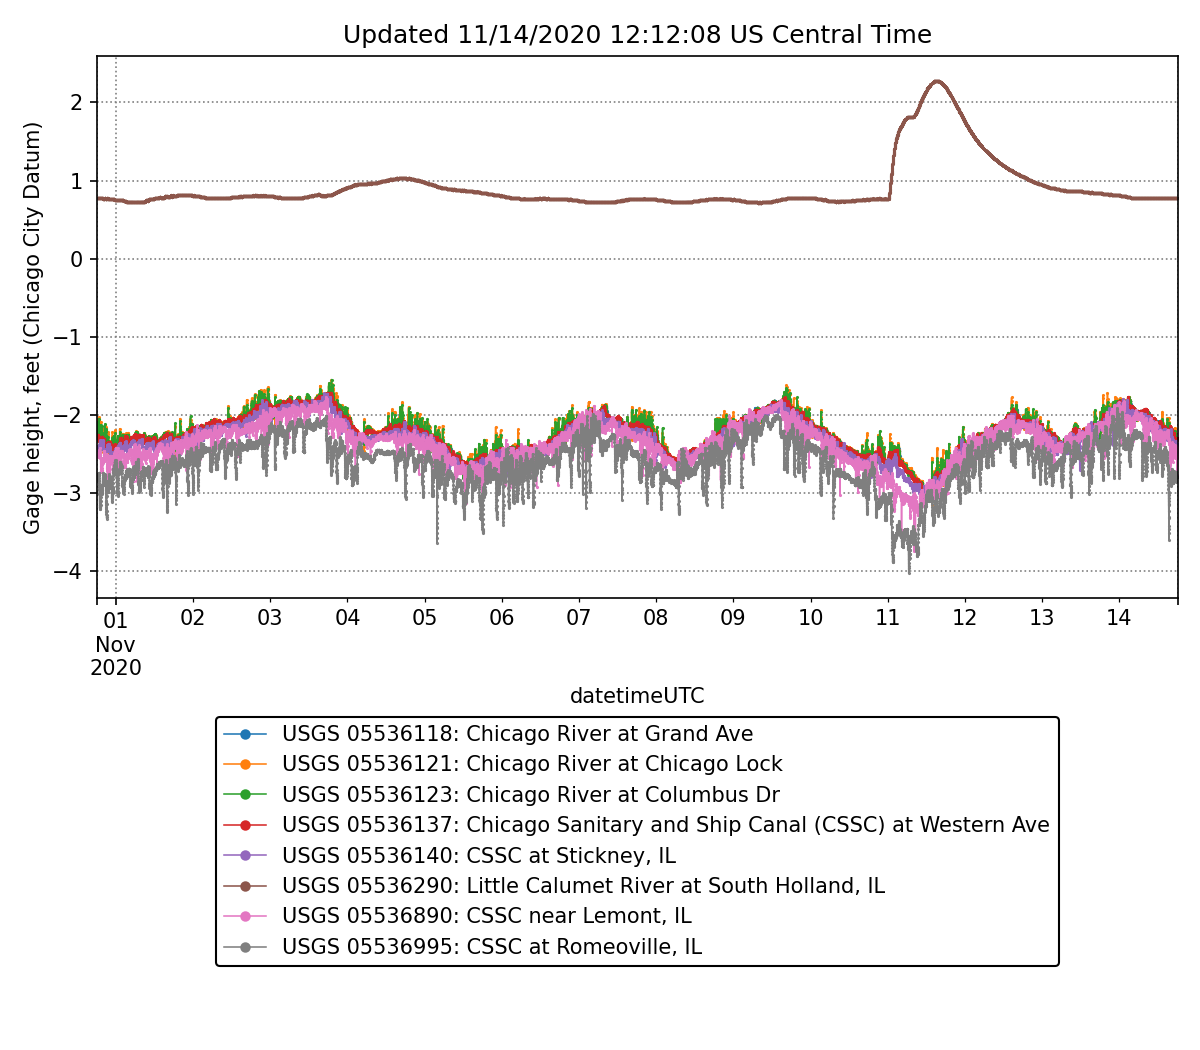 Updated 11/14/2020 12:12:08 US Central Time
Gage height, feet (Chicago City Datum)
2
1
0
−1
−2
−3
−4
01 02 03 04 05 06 07 08 09 10 11 12 13 14
Nov
2020
datetimeUTC
USGS 05536118: Chicago River at Grand Ave
USGS 05536121: Chicago River at Chicago Lock
USGS 05536123: Chicago River at Columbus Dr
USGS 05536137: Chicago Sanitary and Ship Canal (CSSC) at Western Ave
USGS 05536140: CSSC at Stickney, IL
USGS 05536290: Little Calumet River at South Holland, IL
USGS 05536890: CSSC near Lemont, IL
USGS 05536995: CSSC at Romeoville, IL